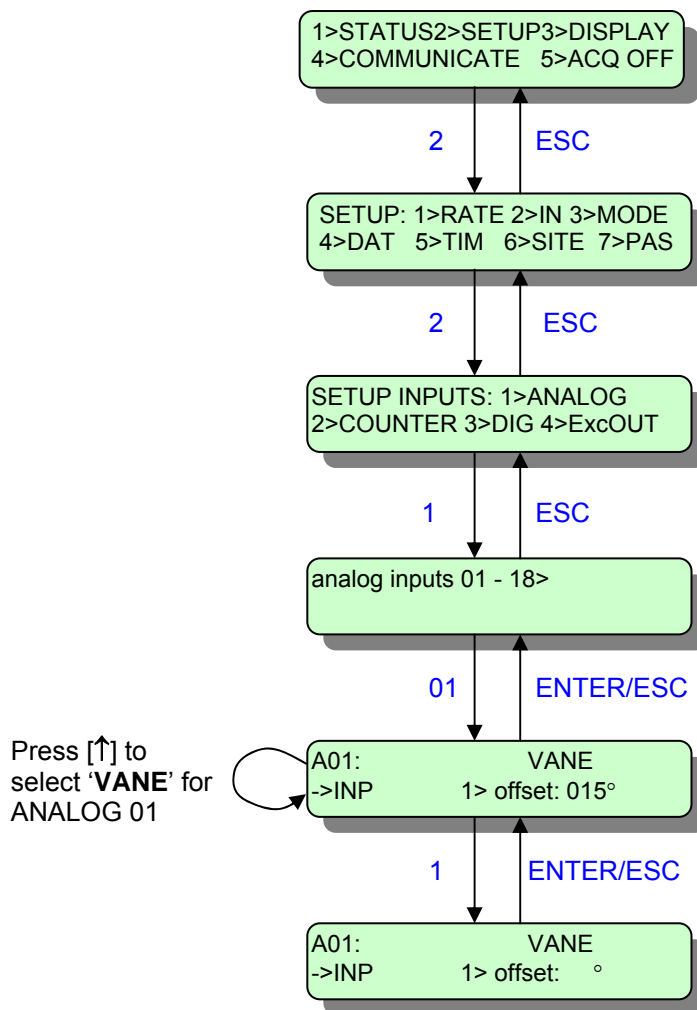 1>STATUS2>SETUP3>DISPLAY
4>COMMUNICATE 5>ACQ OFF
2
ESC
SETUP: 1>RATE 2>IN 3>MODE
4>DAT 5>TIM 6>SITE 7>PAS
2
ESC
SETUP INPUTS: 1>ANALOG
2>COUNTER 3>DIG 4>ExcOUT
1
ESC
analog inputs 01 - 18>
01
ENTER/ESC
Press [↑] to
select ‘VANE’ for
ANALOG 01
A01: VANE
->INP 1> offset: 015°
1
ENTER/ESC
A01: VANE
->INP 1> offset: °